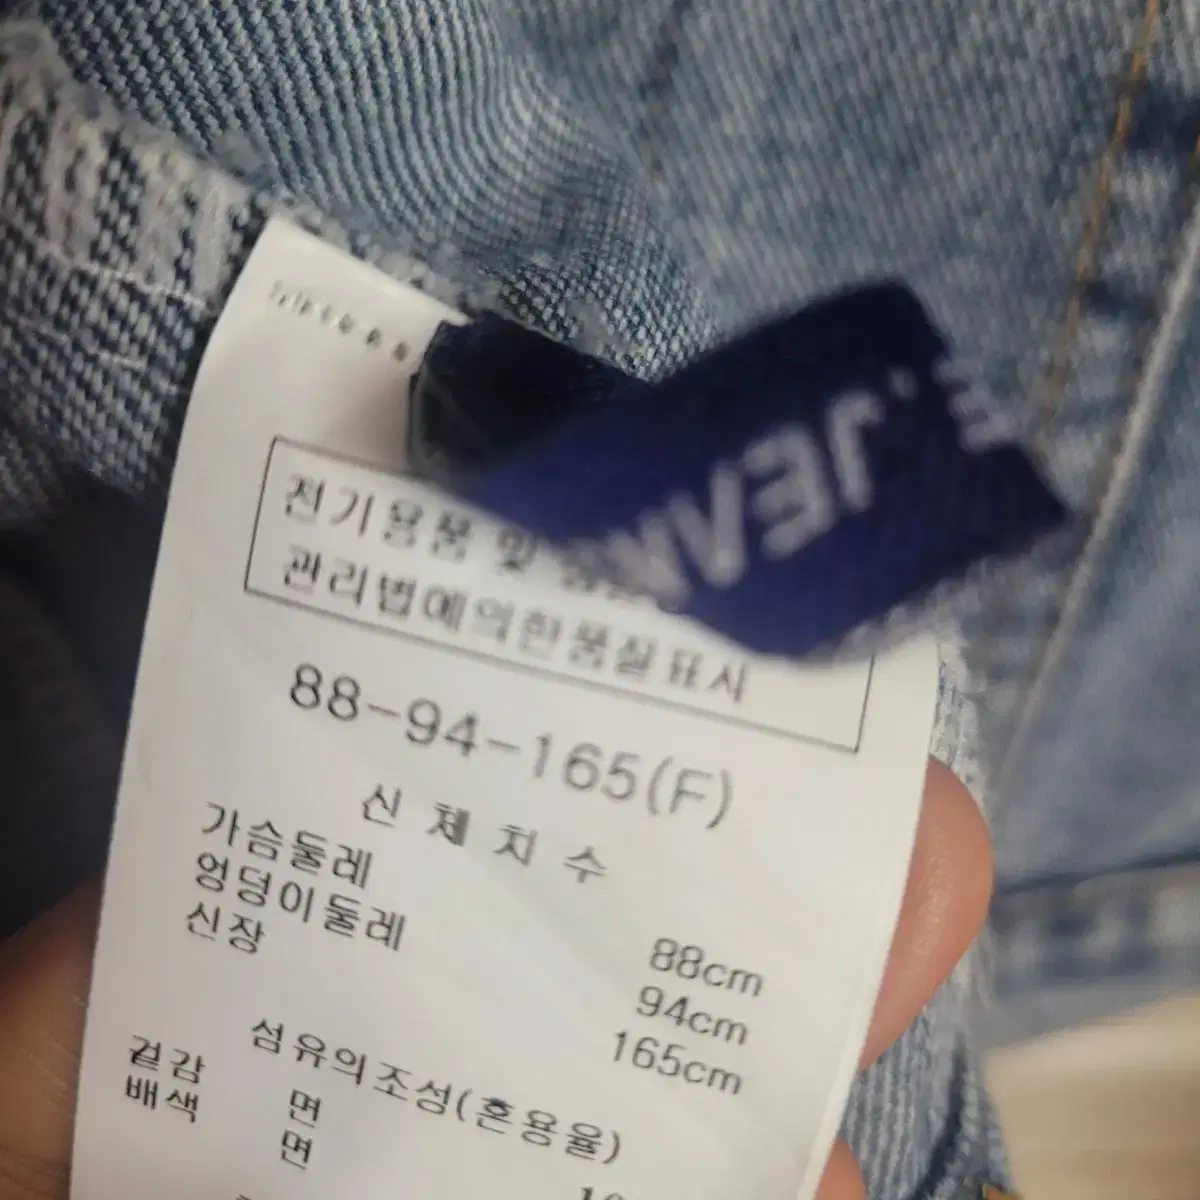 전기용품 및
관리법에의한품질표시
88-94-165(F)
신 체 치 수
가슴둘레 88cm
엉덩이둘레 94cm
신장 165cm
섬유의조성(혼용율)
겉감 면
배색 면
JEANS